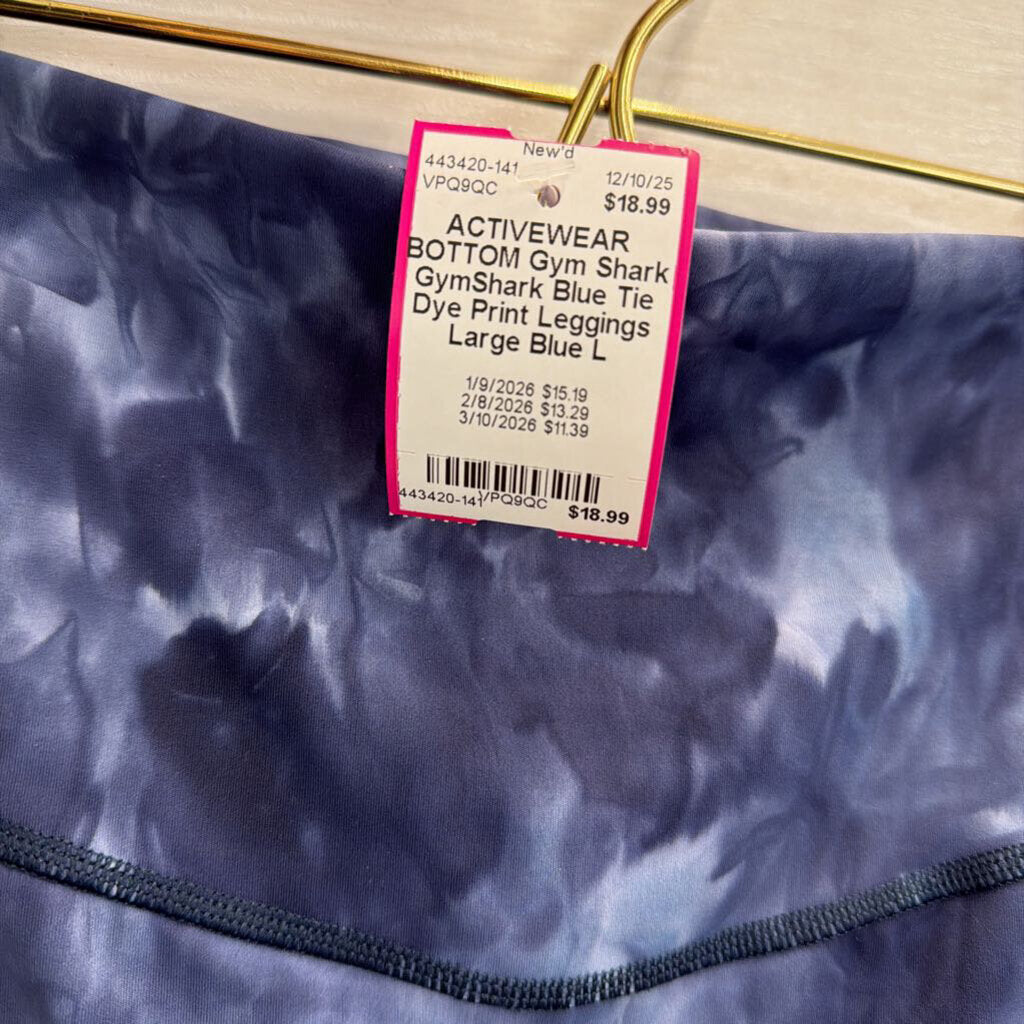 New'd
443420-141 12/10/25
VPQ9QC $18.99
ACTIVEWEAR
BOTTOM Gym Shark
GymShark Blue Tie
Dye Print Leggings
Large Blue L
1/9/2026 $15.19
2/8/2026 $13.29
3/10/2026 $11.39
443420-141 VPQ9QC $18.99